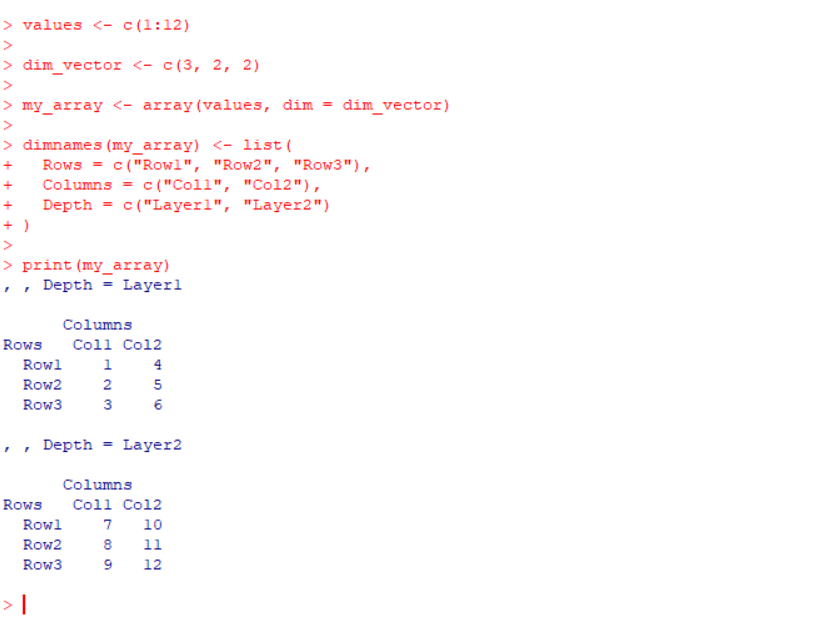 > values <- c(1:12)
>
> dim_vector <- c(3, 2, 2)
>
> my_array <- array(values, dim = dim_vector)
>
> dimnames(my_array) <- list(
+   Rows = c("Row1", "Row2", "Row3"),
+   Columns = c("Col1", "Col2"),
+   Depth = c("Layer1", "Layer2")
+ )
>
> print(my_array)
, , Depth = Layer1
      Columns
Rows   Col1 Col2
  Row1    1    4
  Row2    2    5
  Row3    3    6
, , Depth = Layer2
      Columns
Rows   Col1 Col2
  Row1    7   10
  Row2    8   11
  Row3    9   12
>